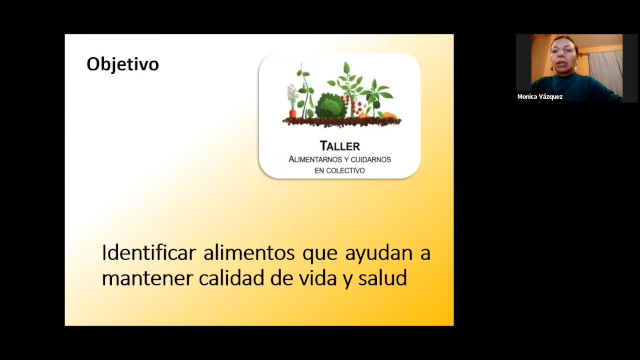 Objetivo
TALLER
ALIMENTARNOS Y CUIDARNOS
EN COLECTIVO
Identificar alimentos que ayudan a
mantener calidad de vida y salud
Monica Vázquez